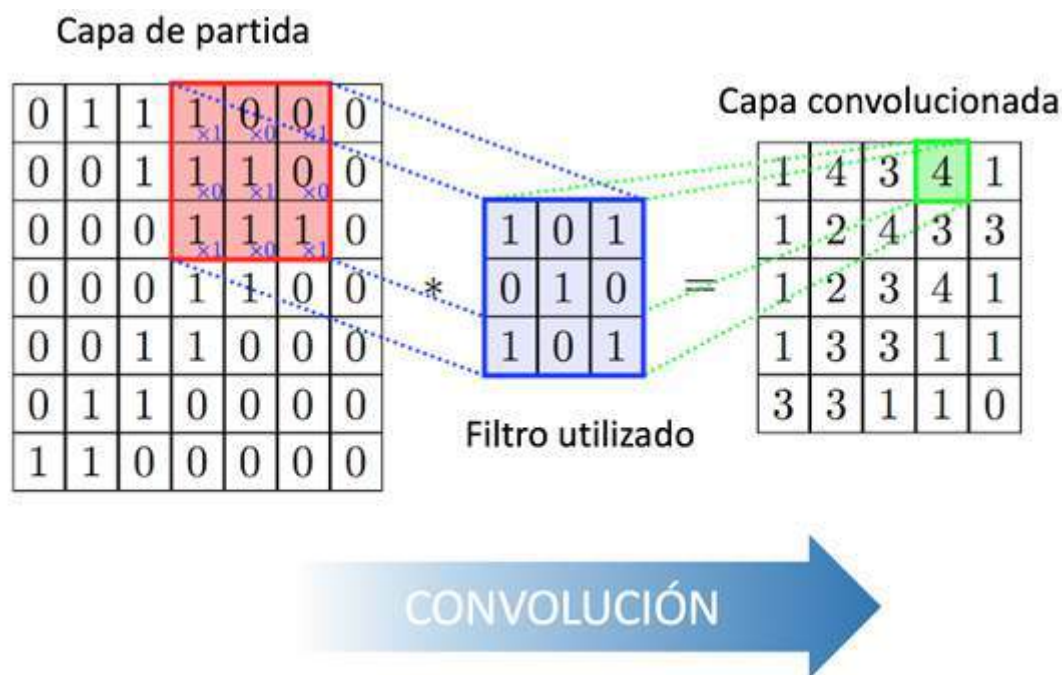 Capa de partida
Capa convolucionada
0 1 1 1×1 0×0 0×1 0
0 0 1 1×0 1×1 0×0 0
0 0 0 1×1 1×0 1×1 0
0 0 0 1 1 0 0
0 0 1 1 0 0 0
0 1 1 0 0 0 0
1 1 0 0 0 0 0
*
1 0 1
0 1 0
1 0 1
Filtro utilizado
=
1 4 3 4 1
1 2 4 3 3
1 2 3 4 1
1 3 3 1 1
3 3 1 1 0
CONVOLUCIÓN